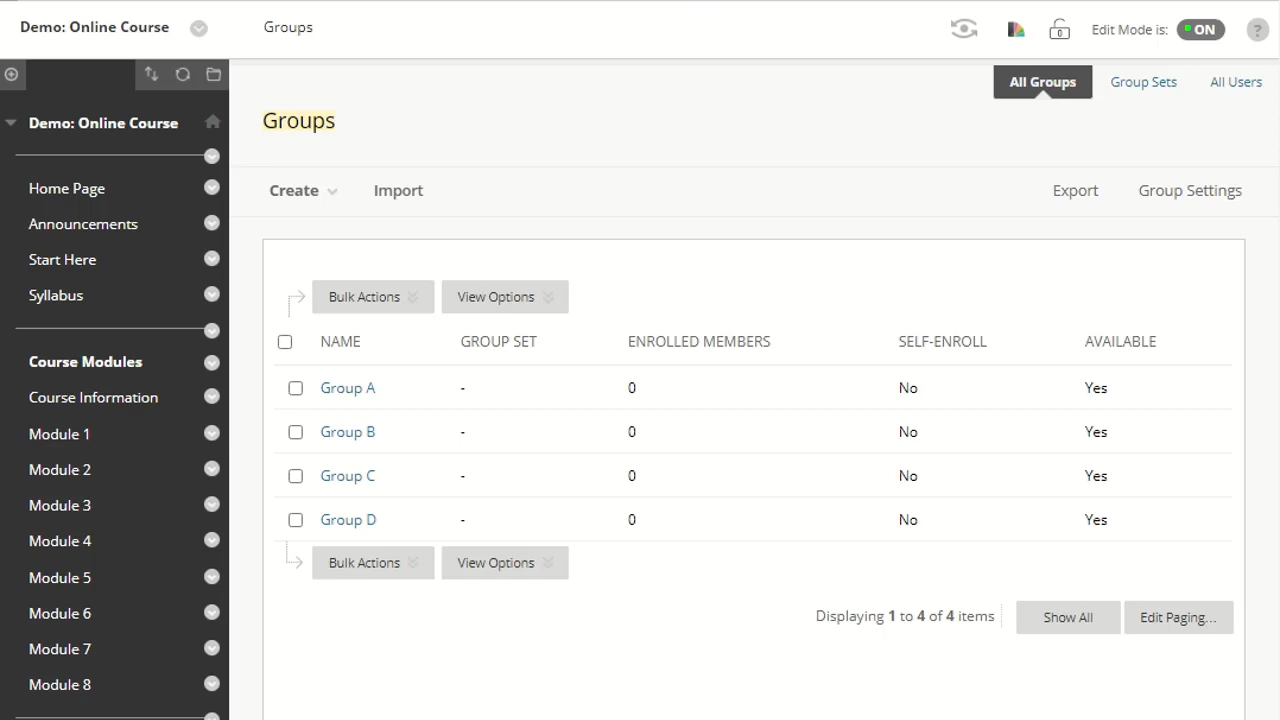 Demo: Online Course
Groups
Edit Mode is: ON ?
All Groups Group Sets All Users
Demo: Online Course
Home Page
Announcements
Start Here
Syllabus
Course Modules
Course Information
Module 1
Module 2
Module 3
Module 4
Module 5
Module 6
Module 7
Module 8
Groups
Create Import Export Group Settings
Bulk Actions View Options
NAME GROUP SET ENROLLED MEMBERS SELF-ENROLL AVAILABLE
Group A - 0 No Yes
Group B - 0 No Yes
Group C - 0 No Yes
Group D - 0 No Yes
Bulk Actions View Options
Displaying 1 to 4 of 4 items Show All Edit Paging...